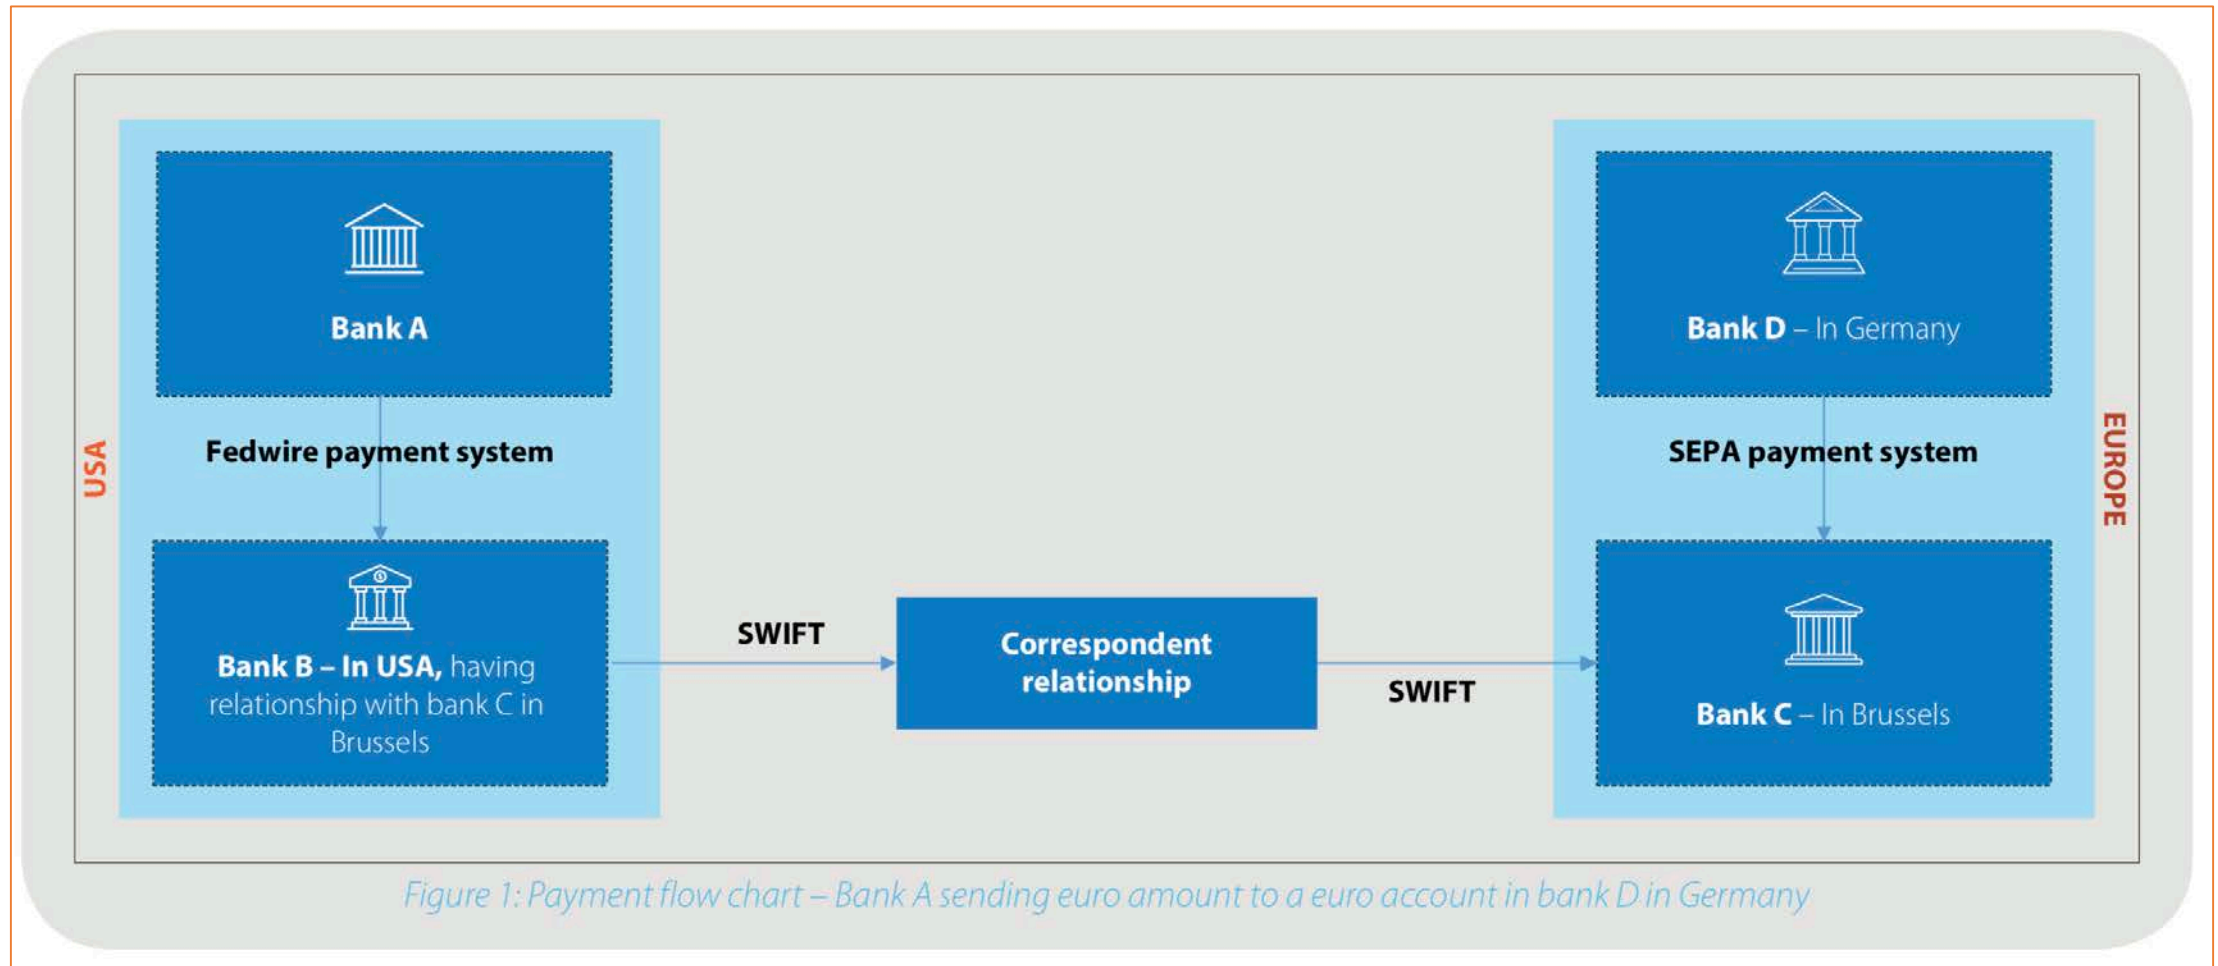 USA
Bank A
Fedwire payment system
Bank B – In USA, having
relationship with bank C in
Brussels
SWIFT
Correspondent
relationship
SWIFT
Bank D – In Germany
SEPA payment system
Bank C – In Brussels
EUROPE
Figure 1: Payment flow chart – Bank A sending euro amount to a euro account in bank D in Germany